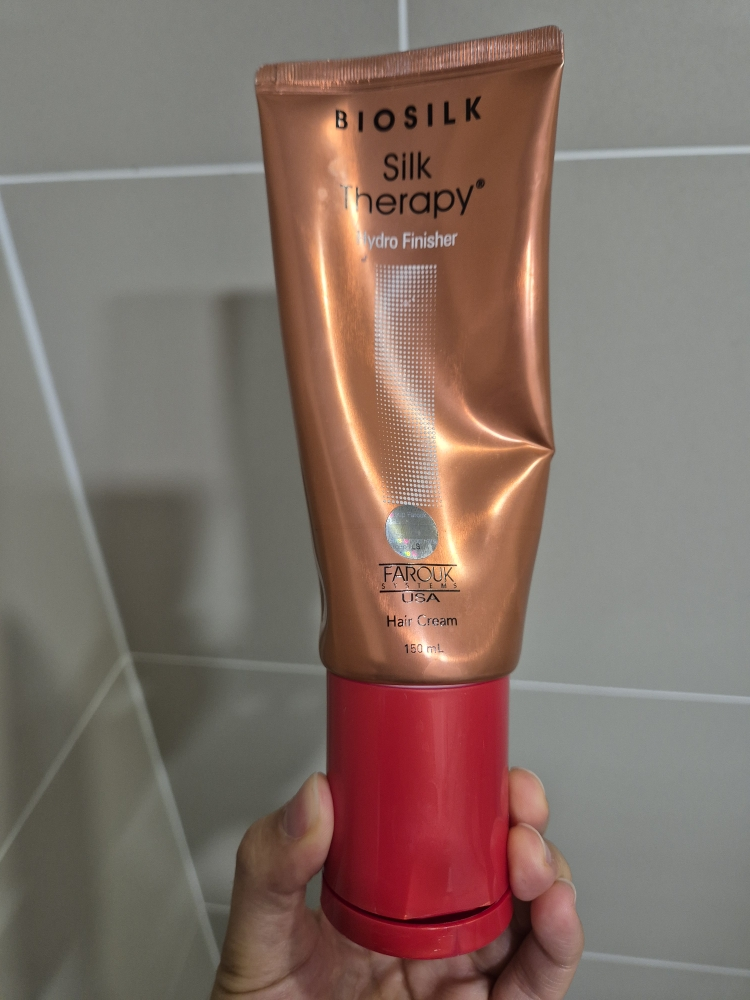 BIOSILK
Silk
Therapy®
Hydro Finisher
FAROUK
SYSTEMS
USA
Hair Cream
150 mL